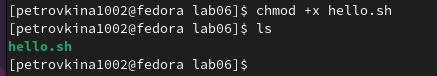 [petrovkina1002@fedora lab06]$ chmod +x hello.sh
[petrovkina1002@fedora lab06]$ ls
hello.sh
[petrovkina1002@fedora lab06]$